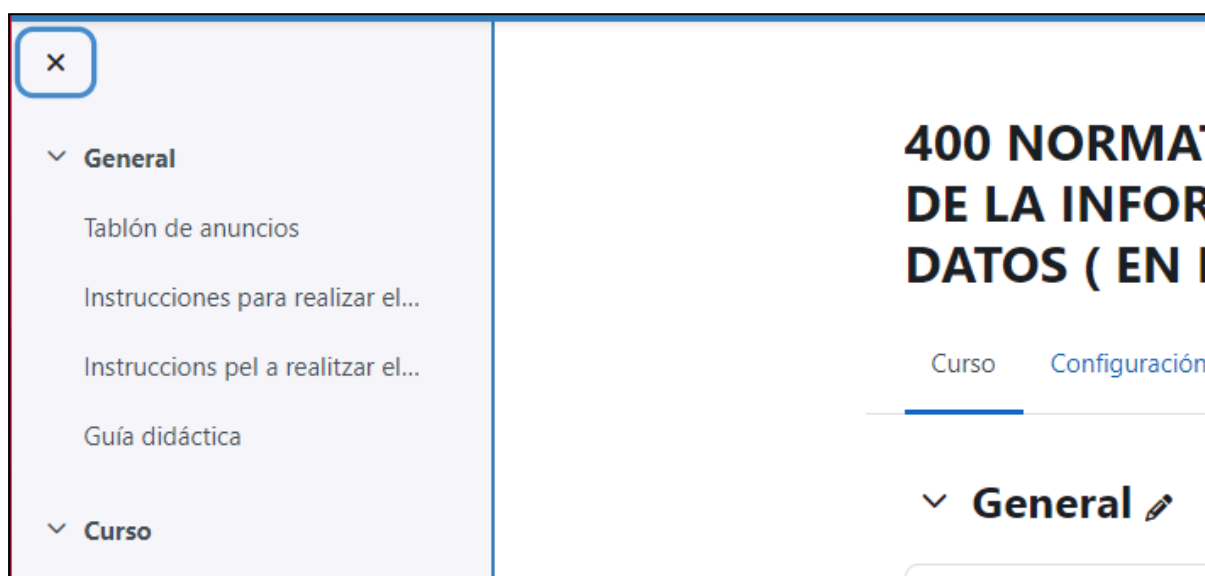 General
Tablón de anuncios
Instrucciones para realizar el...
Instruccions pel a realitzar el...
Guía didáctica
Curso
400 NORMAT
DE LA INFOR
DATOS ( EN
Curso Configuración
General